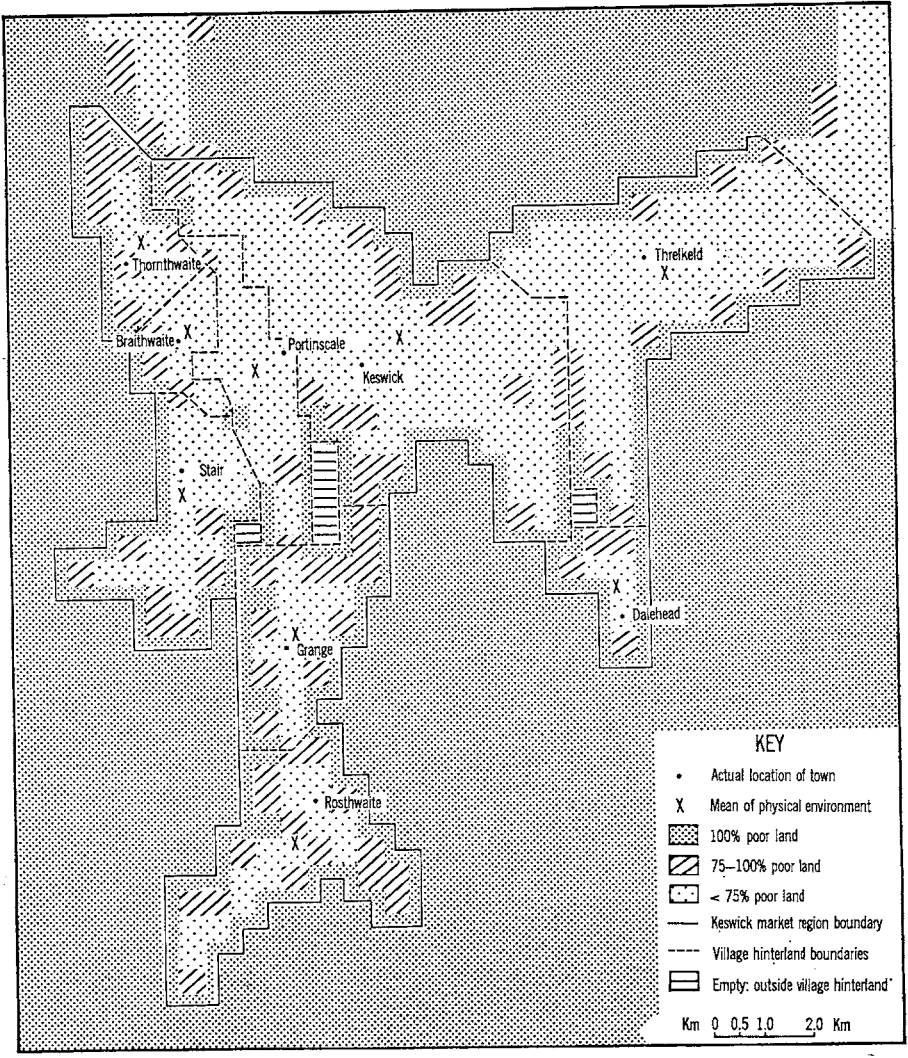 Threlkeld
X
X
Thornthwaite
Braithwaite
X
Portinscale
X
X
Keswick
Stair
X
X
Dalehead
X
Grange
Rosthwaite
X
KEY
Actual location of town
X Mean of physical environment
100% poor land
75–100% poor land
< 75% poor land
Keswick market region boundary
Village hinterland boundaries
Empty: outside village hinterland
Km 0 0.5 1.0 2.0 Km